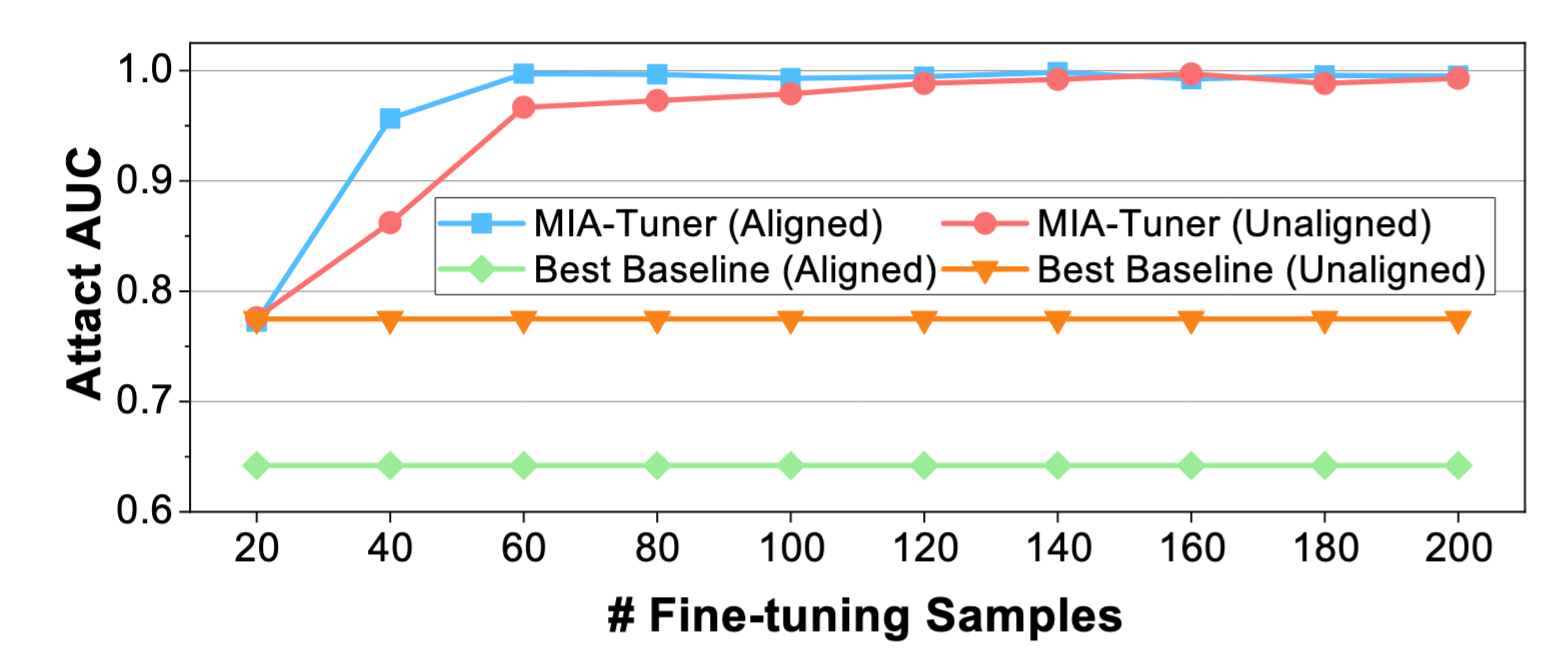 1.0
0.9
0.8
0.7
0.6
Attact AUC
MIA-Tuner (Aligned) MIA-Tuner (Unaligned)
Best Baseline (Aligned) Best Baseline (Unaligned)
20 40 60 80 100 120 140 160 180 200
# Fine-tuning Samples